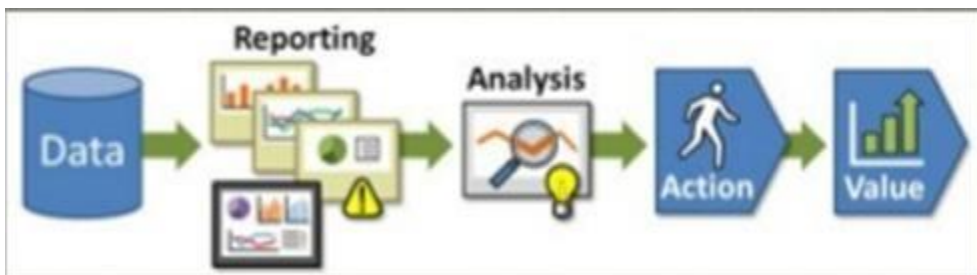 Data
Reporting
Analysis
Action
Value